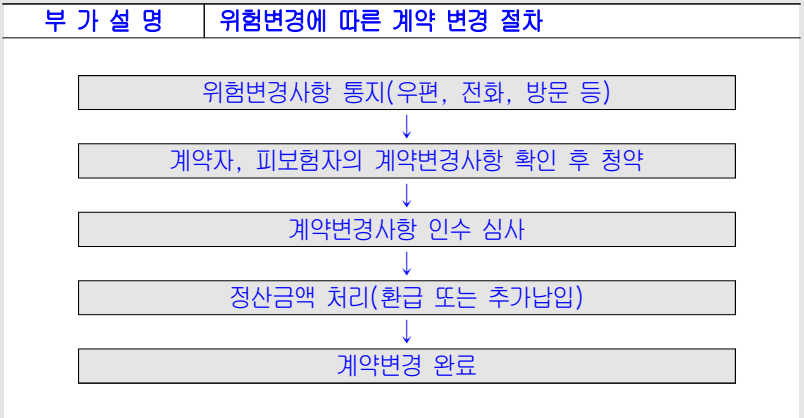 부 가 설 명 위험변경에 따른 계약 변경 절차
위험변경사항 통지(우편, 전화, 방문 등)
↓
계약자, 피보험자의 계약변경사항 확인 후 청약
↓
계약변경사항 인수 심사
↓
정산금액 처리(환급 또는 추가납입)
↓
계약변경 완료